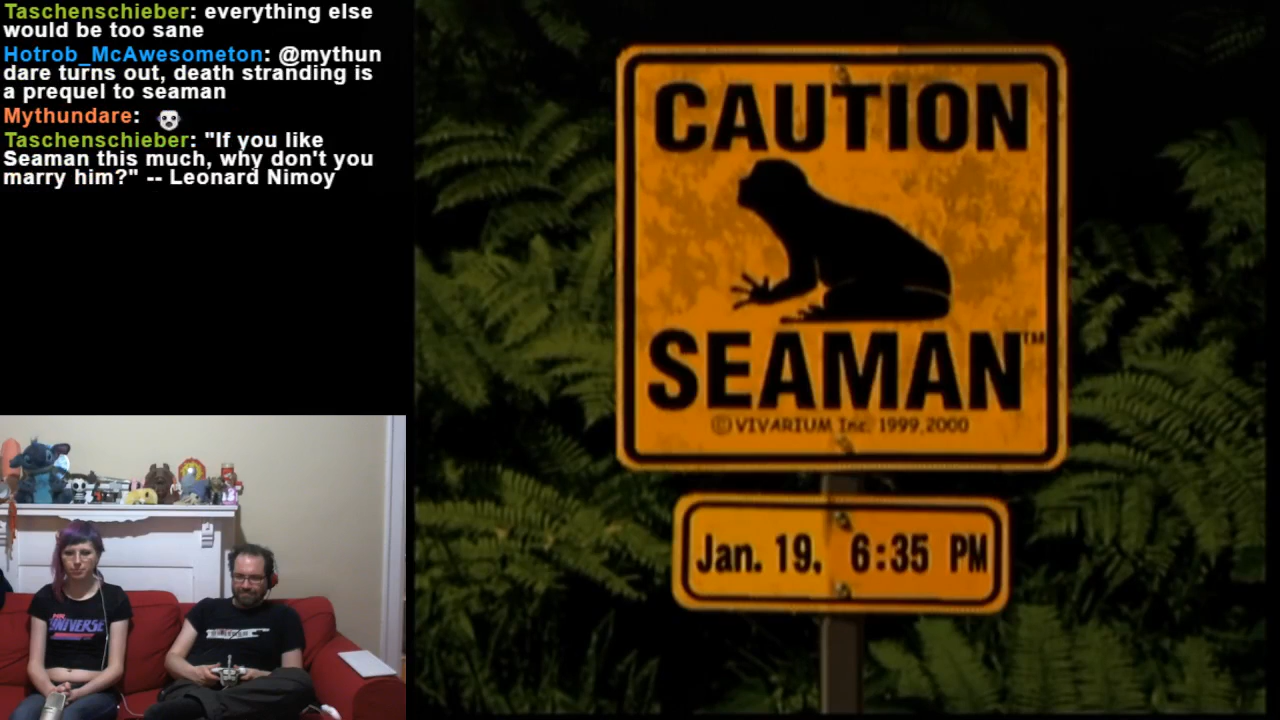 Taschenschieber: everything else
would be too sane
Hotrob_McAwesometon: @mythun
dare turns out, death stranding is
a prequel to seaman
Mythundare:
Taschenschieber: "If you like
Seaman this much, why don't you
marry him?" -- Leonard Nimoy
CAUTION
SEAMAN™
© VIVARIUM Inc. 1999,2000
Jan. 19, 6:35 PM
UNIVERSE